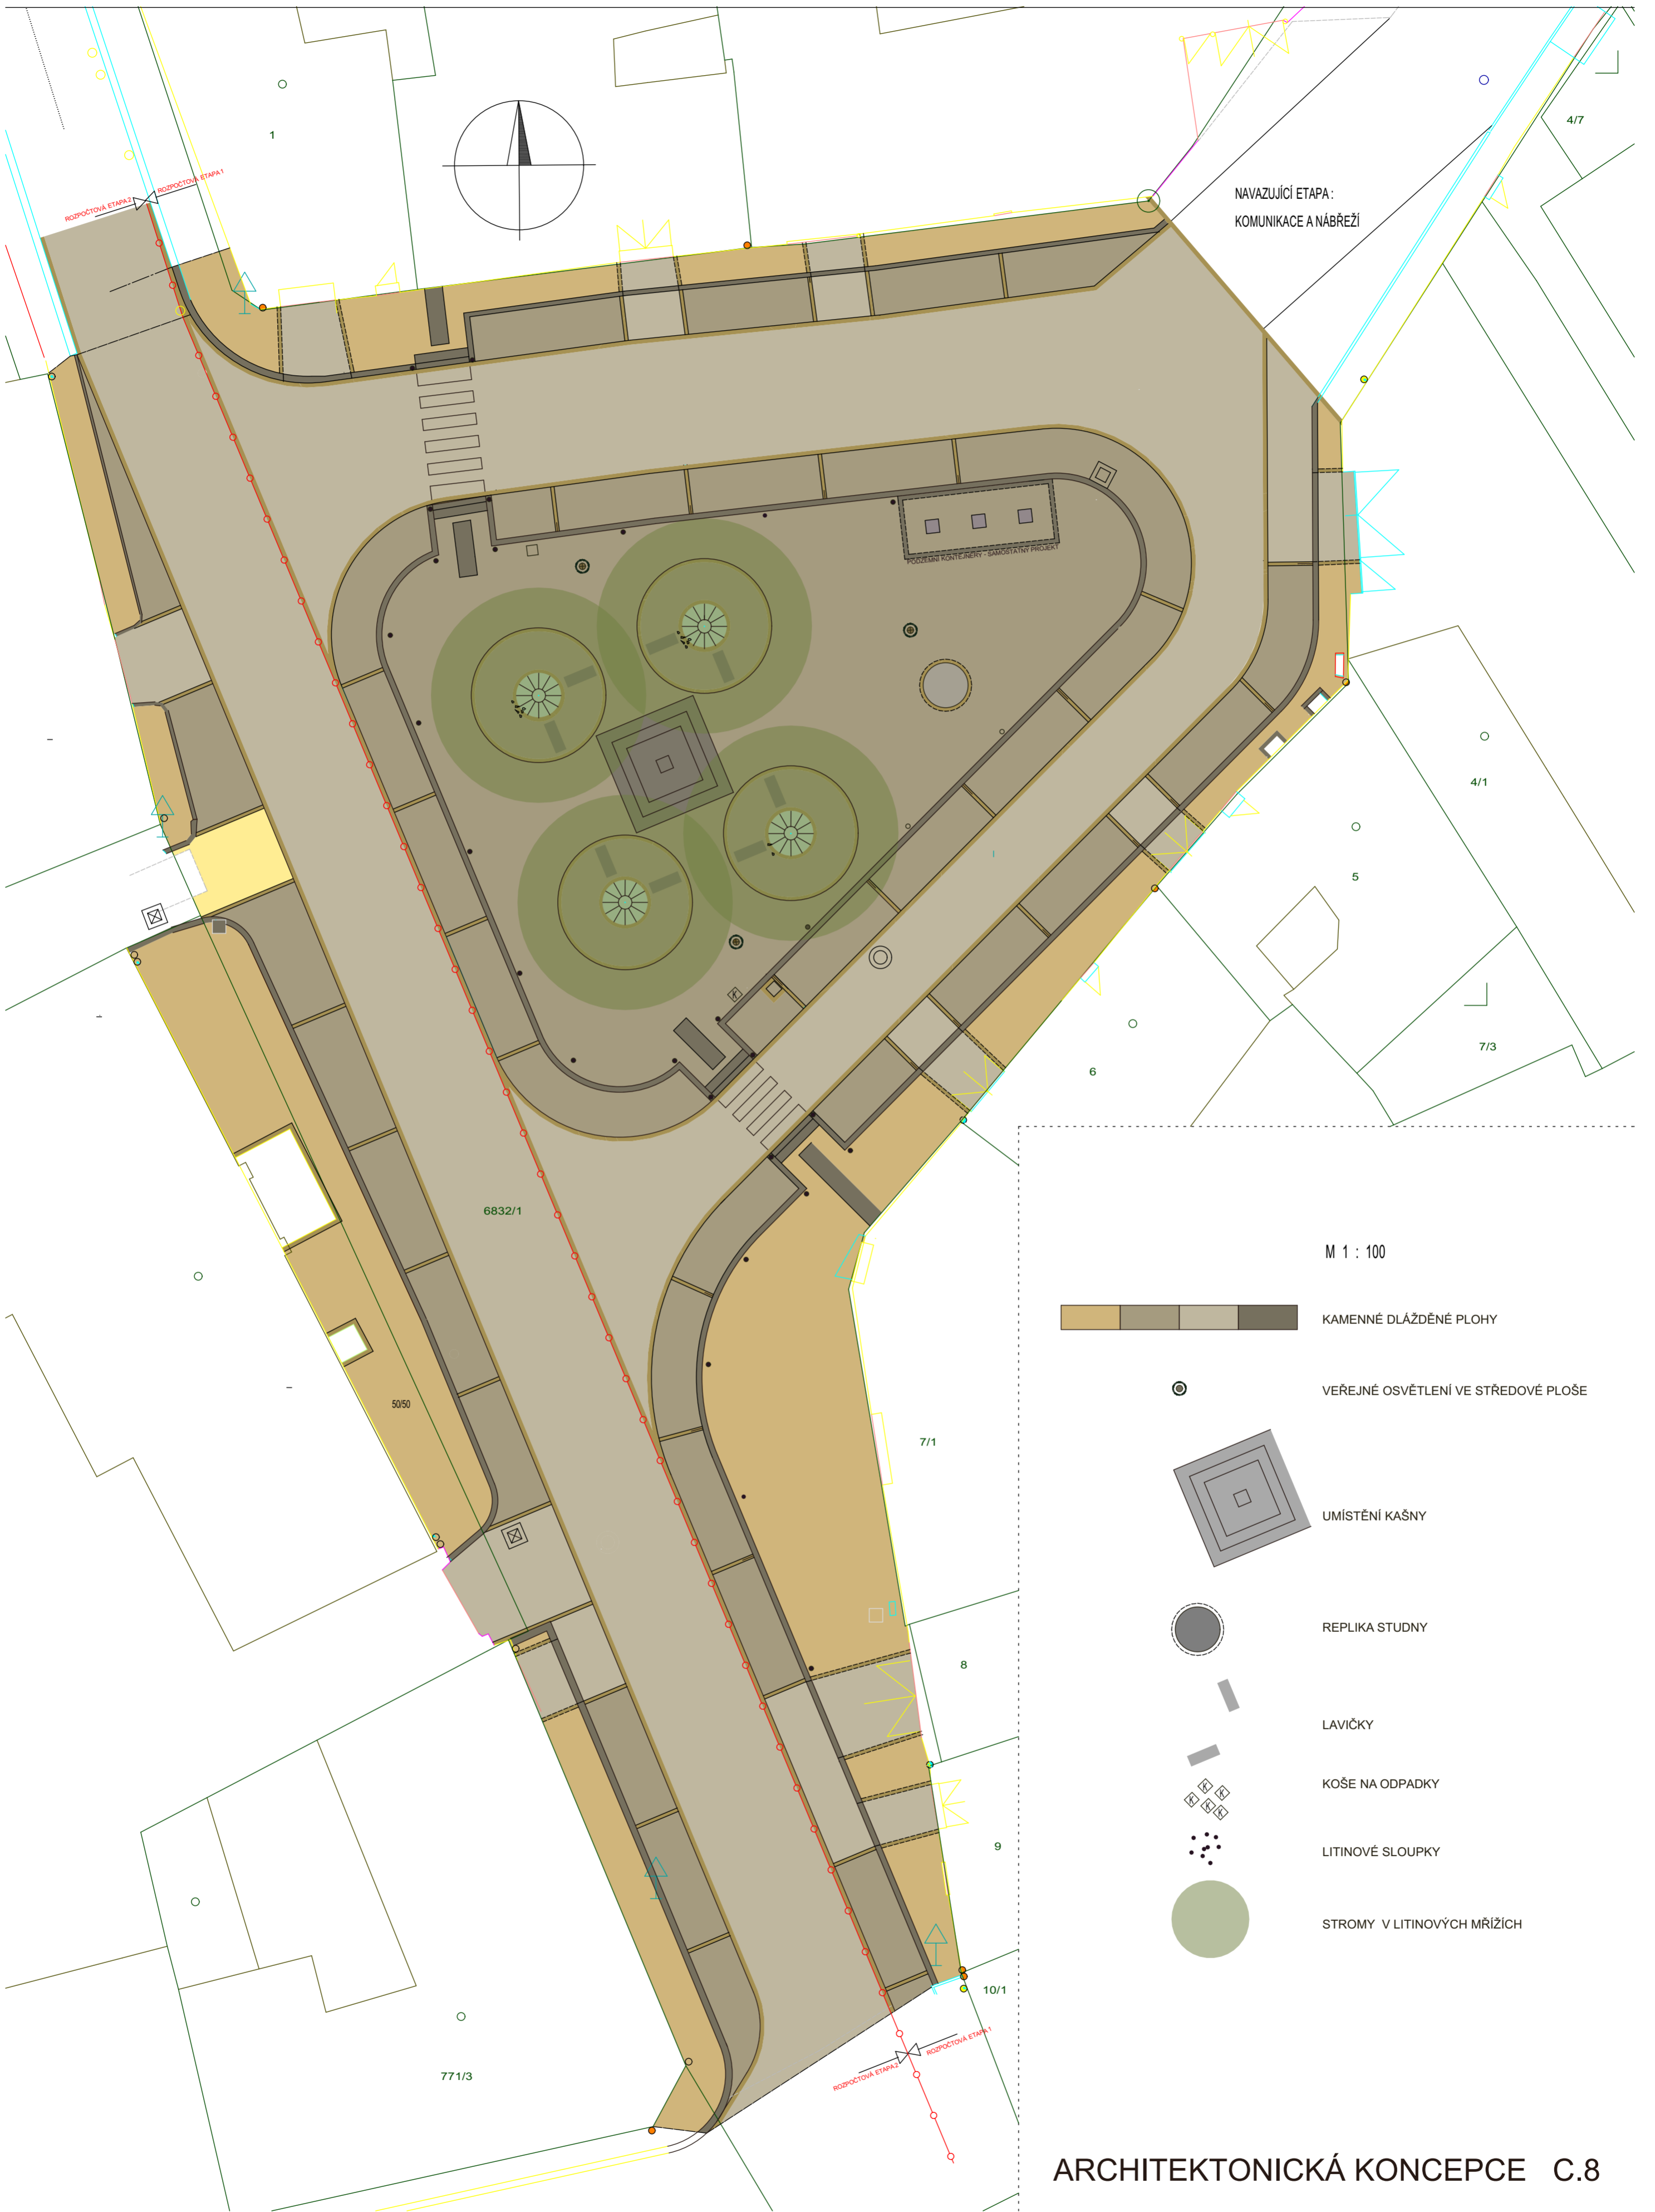 1
4/7
ROZPOČTOVÁ ETAPA 2
ROZPOČTOVÁ ETAPA 1
NAVAZUJÍCÍ ETAPA :
KOMUNIKACE A NÁBŘEŽÍ
PODZEMNÍ KONTEJNERY - SAMOSTATNÝ PROJEKT
4/1
5
K
7/3
6
6832/1
M 1 : 100
KAMENNÉ DLÁŽDĚNÉ PLOHY
VEŘEJNÉ OSVĚTLENÍ VE STŘEDOVÉ PLOŠE
50/50
7/1
UMÍSTĚNÍ KAŠNY
REPLIKA STUDNY
8
LAVIČKY
KOŠE NA ODPADKY
K
K
K
K
K
9
LITINOVÉ SLOUPKY
STROMY V LITINOVÝCH MŘÍŽÍCH
10/1
ROZPOČTOVÁ ETAPA 2
ROZPOČTOVÁ ETAPA 1
771/3
ARCHITEKTONICKÁ KONCEPCE C.8